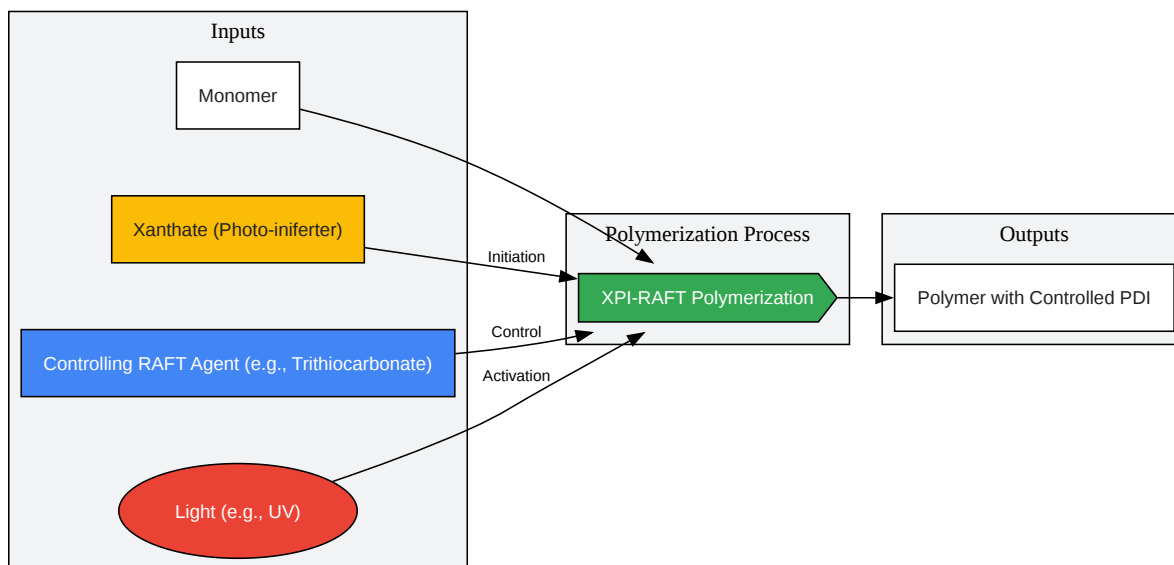 Inputs
Monomer
Xanthate (Photo-iniferter)
Controlling RAFT Agent (e.g., Trithiocarbonate)
Light (e.g., UV)
Initiation
Control
Activation
Polymerization Process
XPI-RAFT Polymerization
Outputs
Polymer with Controlled PDI